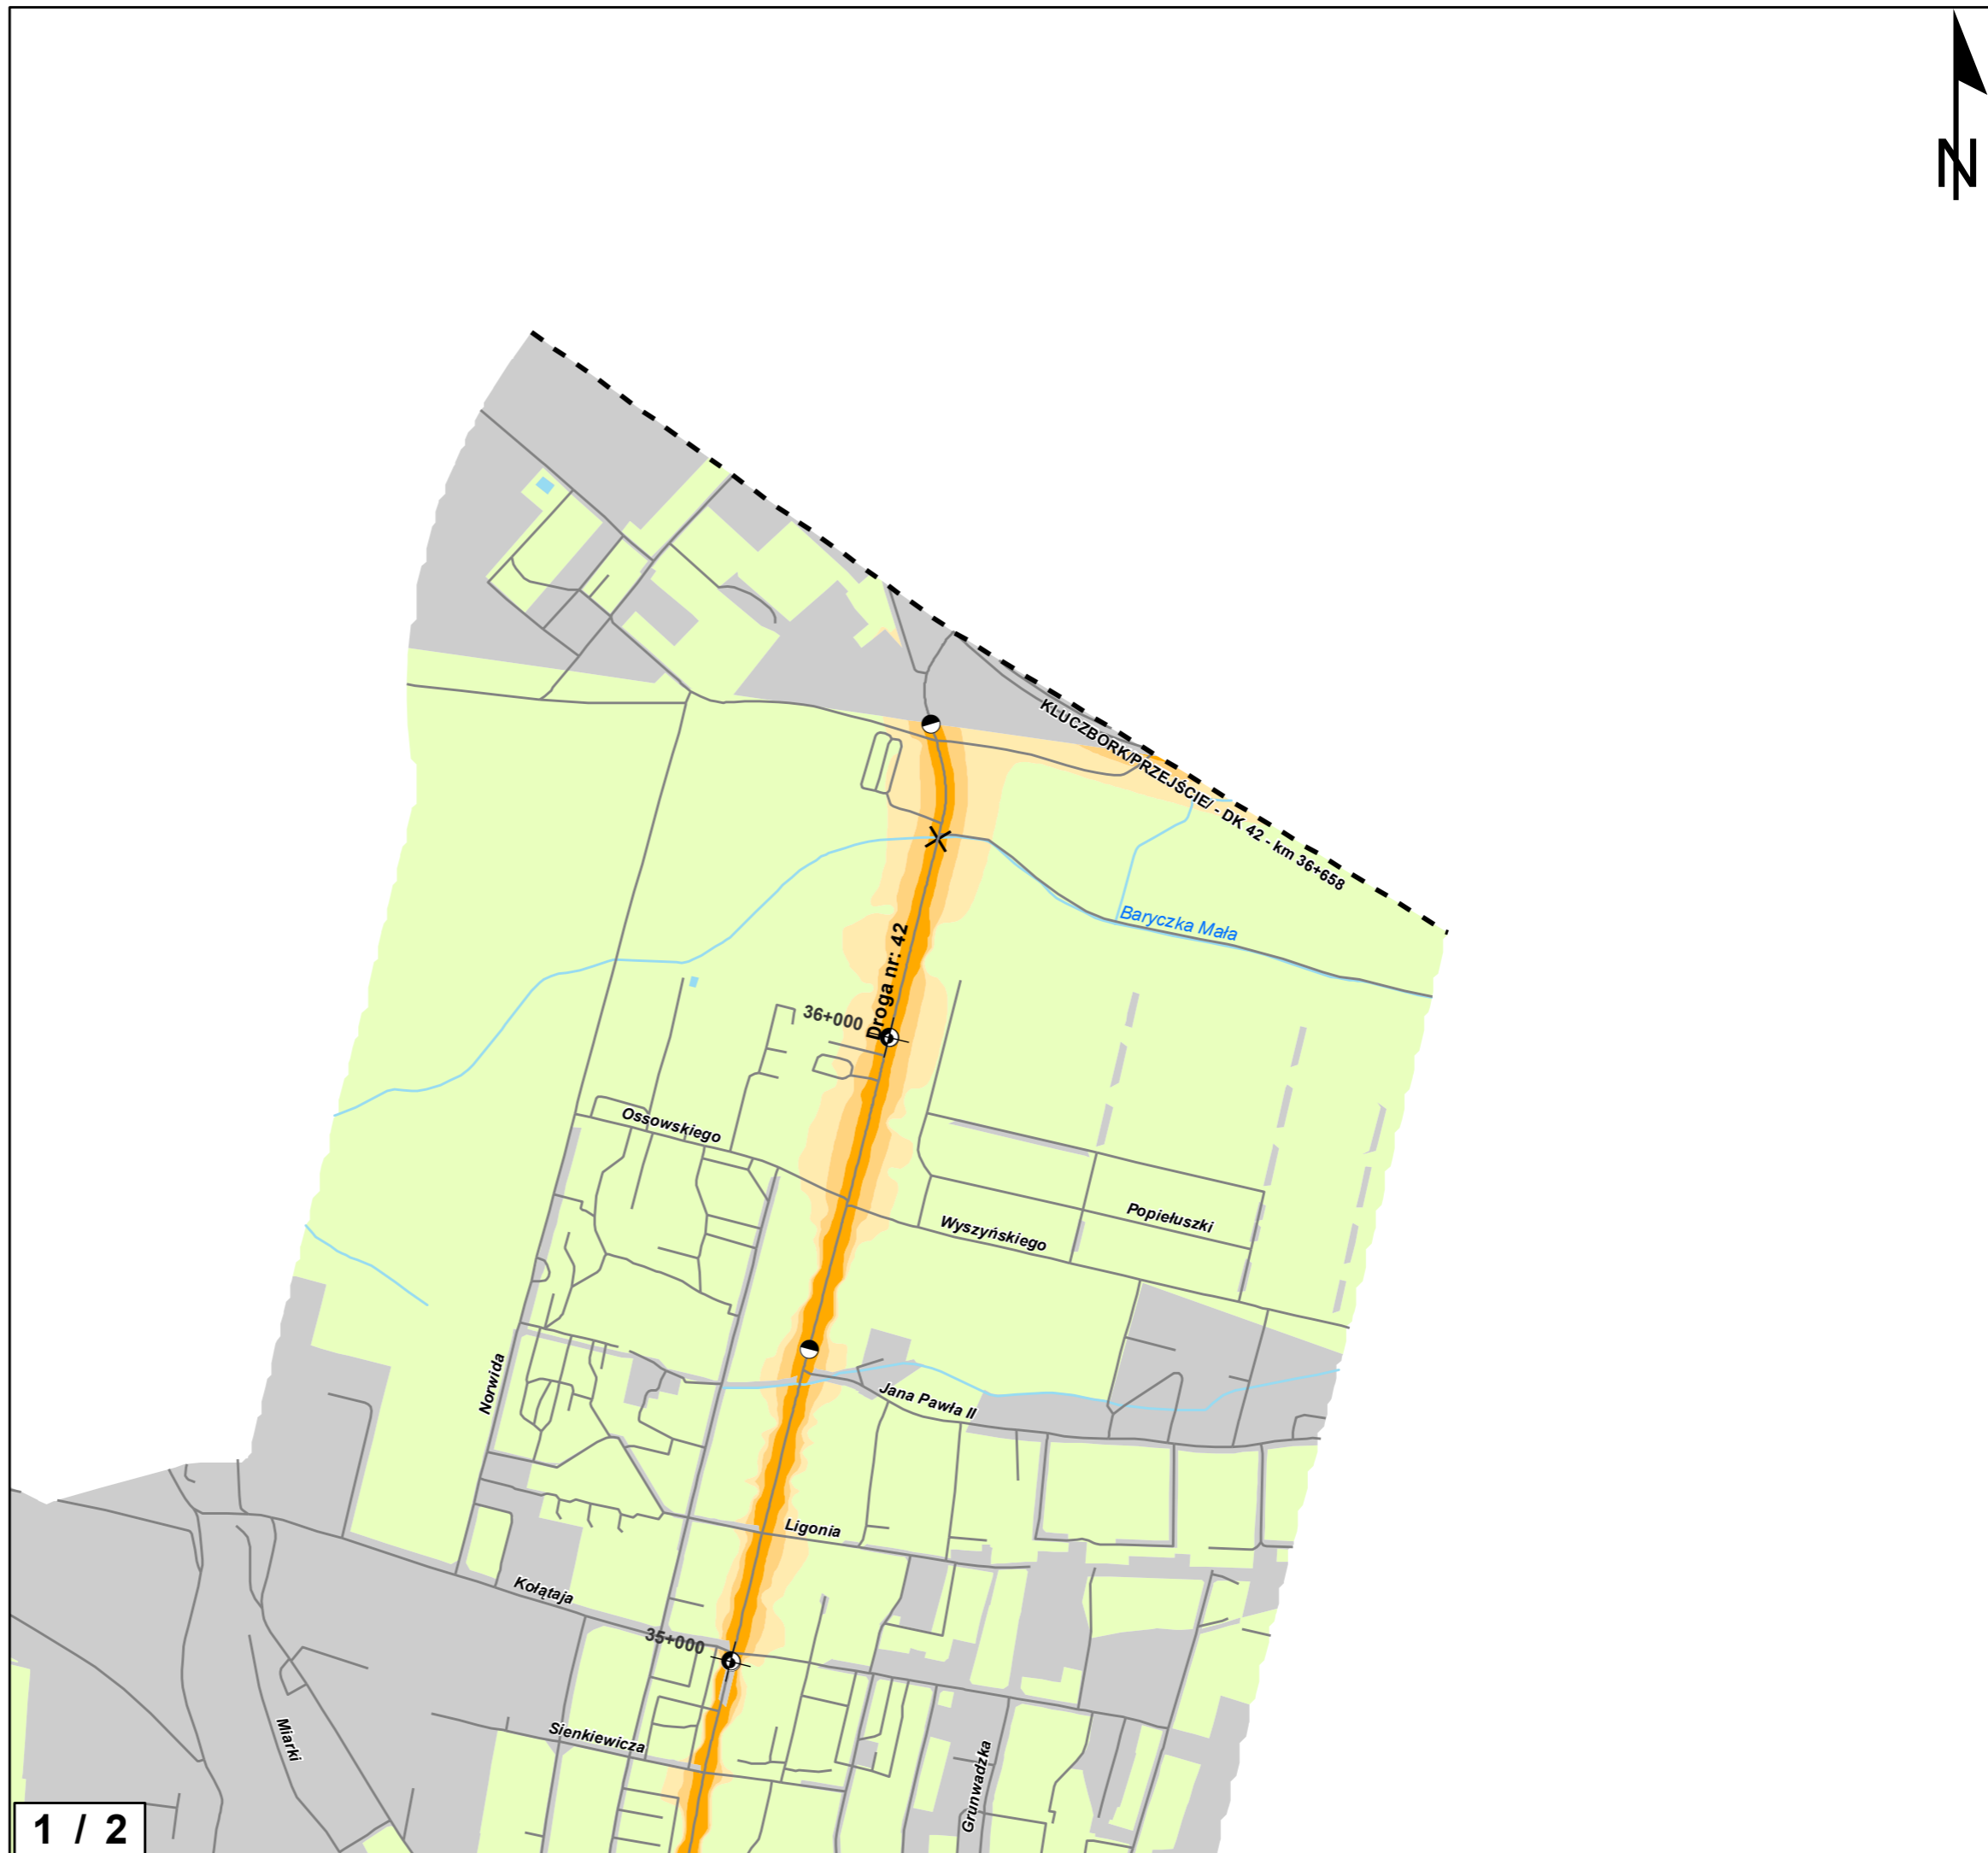 N
KLUCZBORK/PRZEJŚCIE/ - DK 42 - km 36+658
Baryczka Mała
Droga nr: 42
36+000
Ossowskiego
Popiełuszki
Wyszyńskiego
Norwida
Jana Pawła II
Ligonia
Kołątaja
35+000
Sienkiewicza
Miarki
Grunwadzka
1 / 2